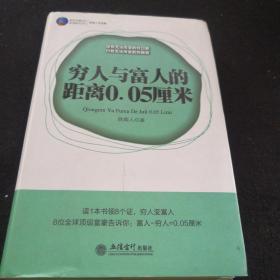 穷人与富人的
距离0.05厘米
Qiongren Yu Furen De Juli 0.05 Limi
读1本书领8个证，穷人变富人
8位全球顶级富豪告诉你：富人-穷人=0.05厘米
立信会计出版社